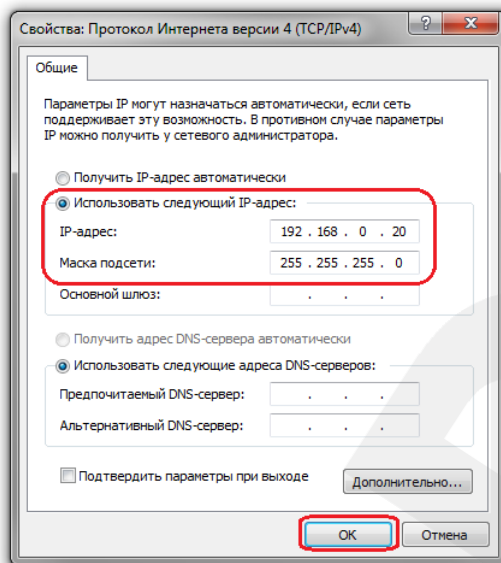 Свойства: Протокол Интернета версии 4 (TCP/IPv4)
Общие
Параметры IP могут назначаться автоматически, если сеть
поддерживает эту возможность. В противном случае параметры
IP можно получить у сетевого администратора.
Получить IP-адрес автоматически
Использовать следующий IP-адрес:
IP-адрес: 192 . 168 . 0 . 20
Маска подсети: 255 . 255 . 255 . 0
Основной шлюз: . . .
Получить адрес DNS-сервера автоматически
Использовать следующие адреса DNS-серверов:
Предпочитаемый DNS-сервер: . . .
Альтернативный DNS-сервер: . . .
Подтвердить параметры при выходе Дополнительно...
ОК Отмена